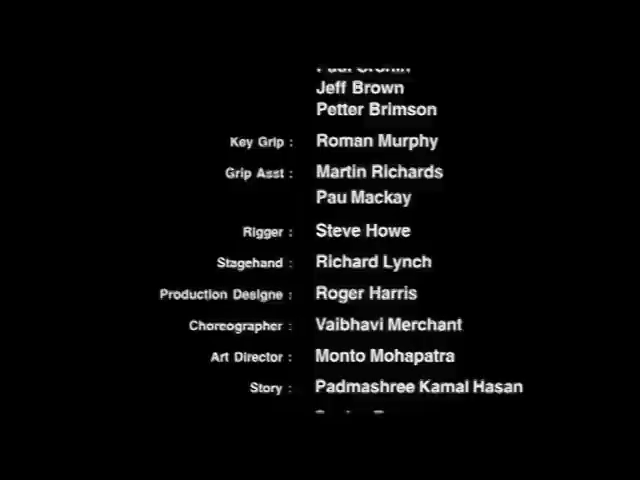 Jeff Brown
Petter Brimson
Key Grip : Roman Murphy
Grip Asst : Martin Richards
Pau Mackay
Rigger : Steve Howe
Stagehand : Richard Lynch
Production Designe : Roger Harris
Choreographer : Vaibhavi Merchant
Art Director : Monto Mohapatra
Story : Padmashree Kamal Hasan